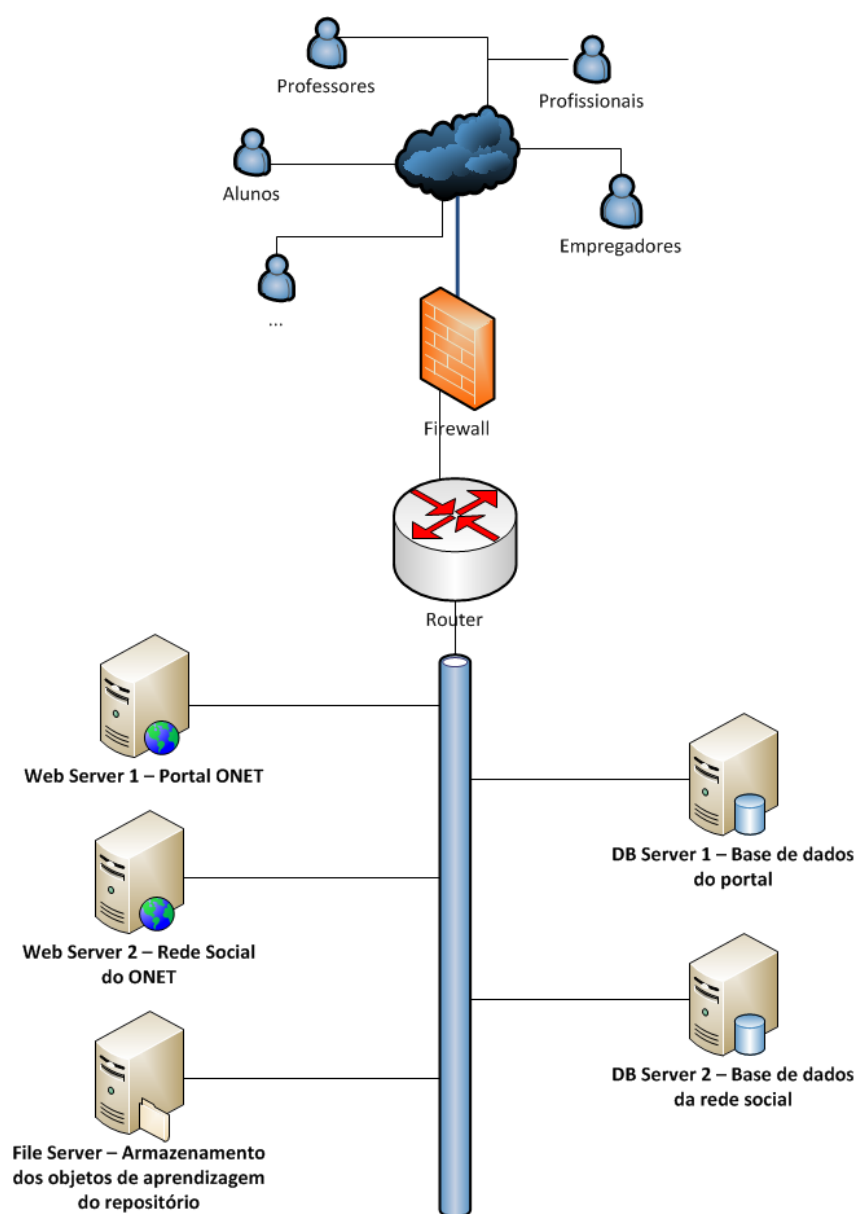 Professores
Profissionais
Alunos
Empregadores
...
Firewall
Router
Web Server 1 – Portal ONET
DB Server 1 – Base de dados
do portal
Web Server 2 – Rede Social
do ONET
DB Server 2 – Base de dados
da rede social
File Server – Armazenamento
dos objetos de aprendizagem
do repositório